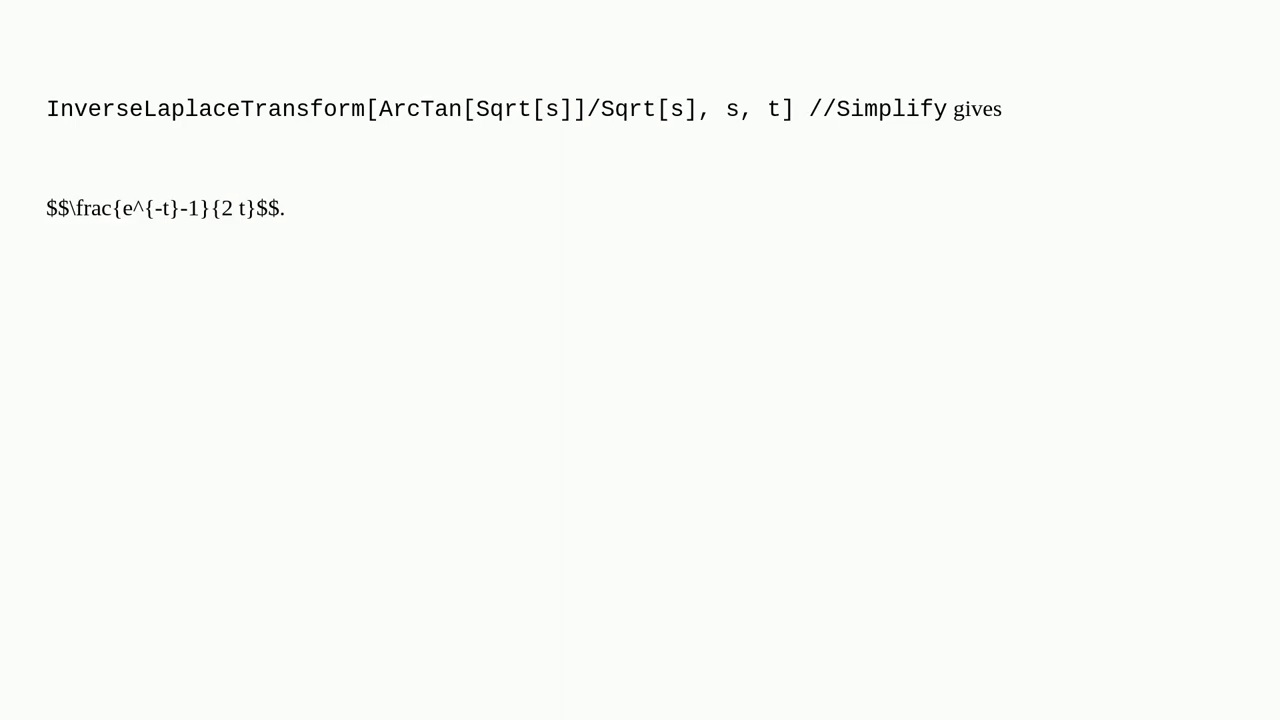 InverseLaplaceTransform[ArcTan[Sqrt[s]]/Sqrt[s], s, t] //Simplify gives
$$\frac{e^{-t}-1}{2 t}$$.